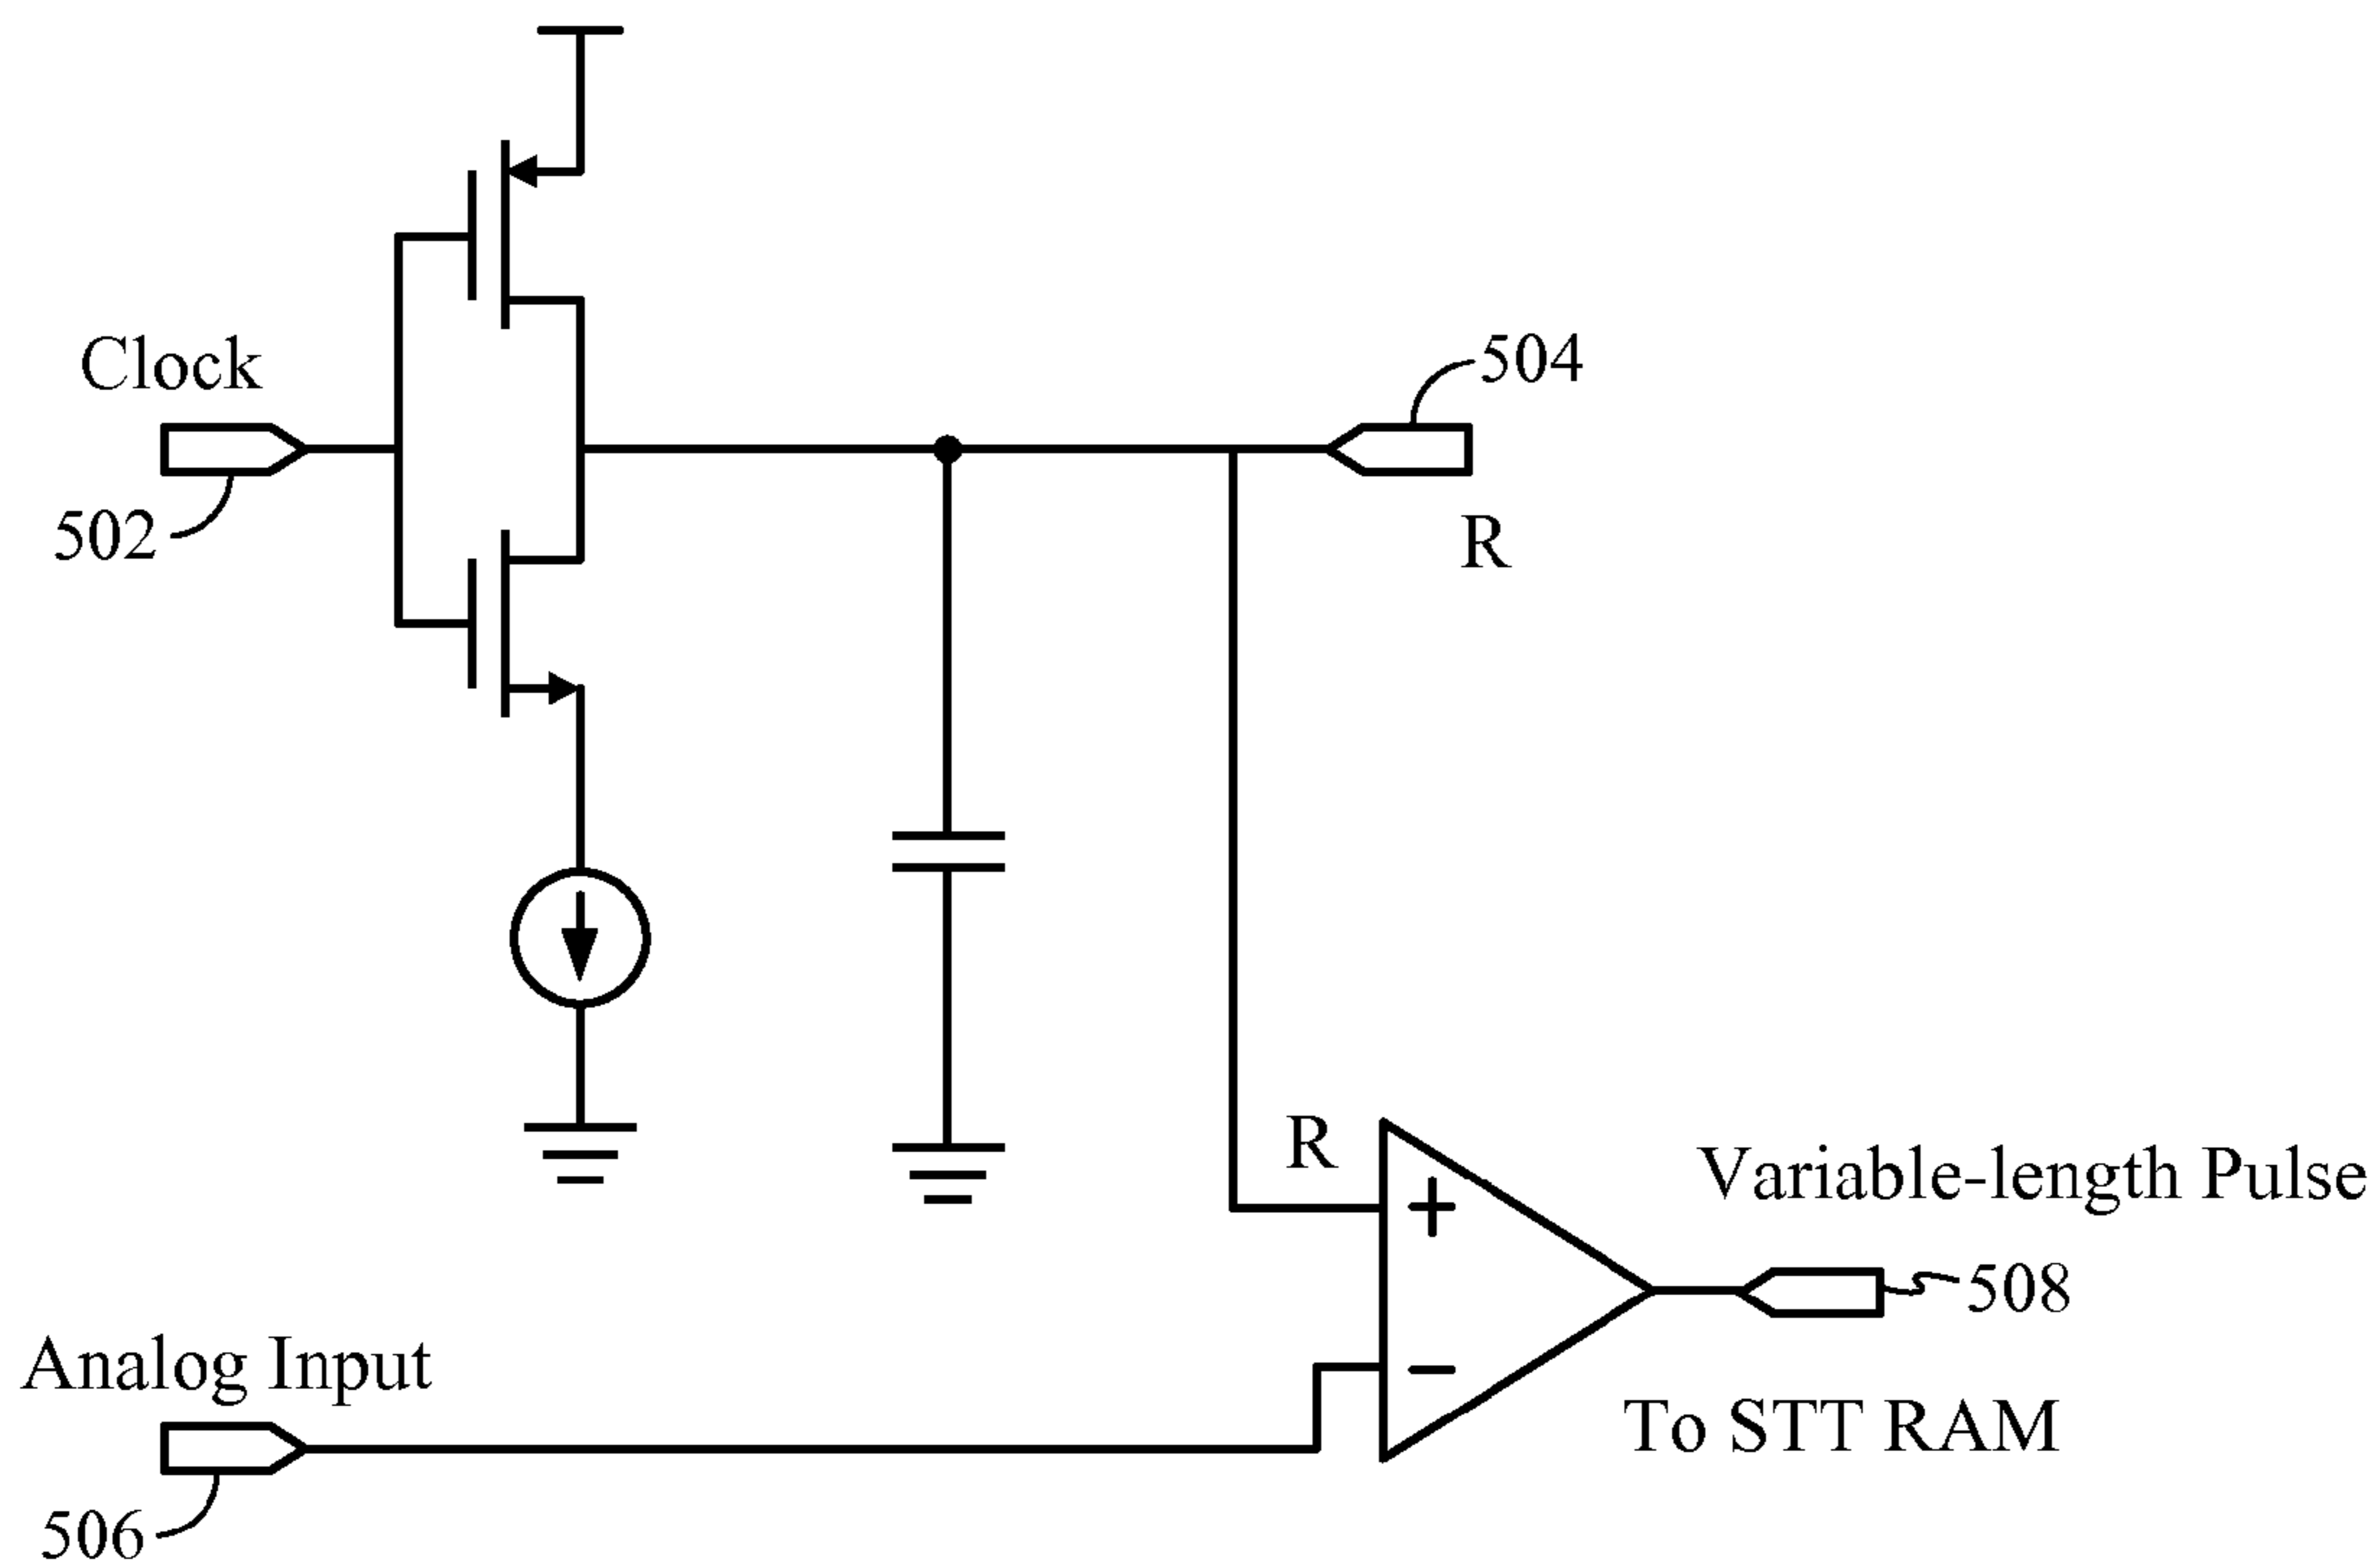 Clock
502
504
R
R
+
−
Variable-length Pulse
508
To STT RAM
Analog Input
506